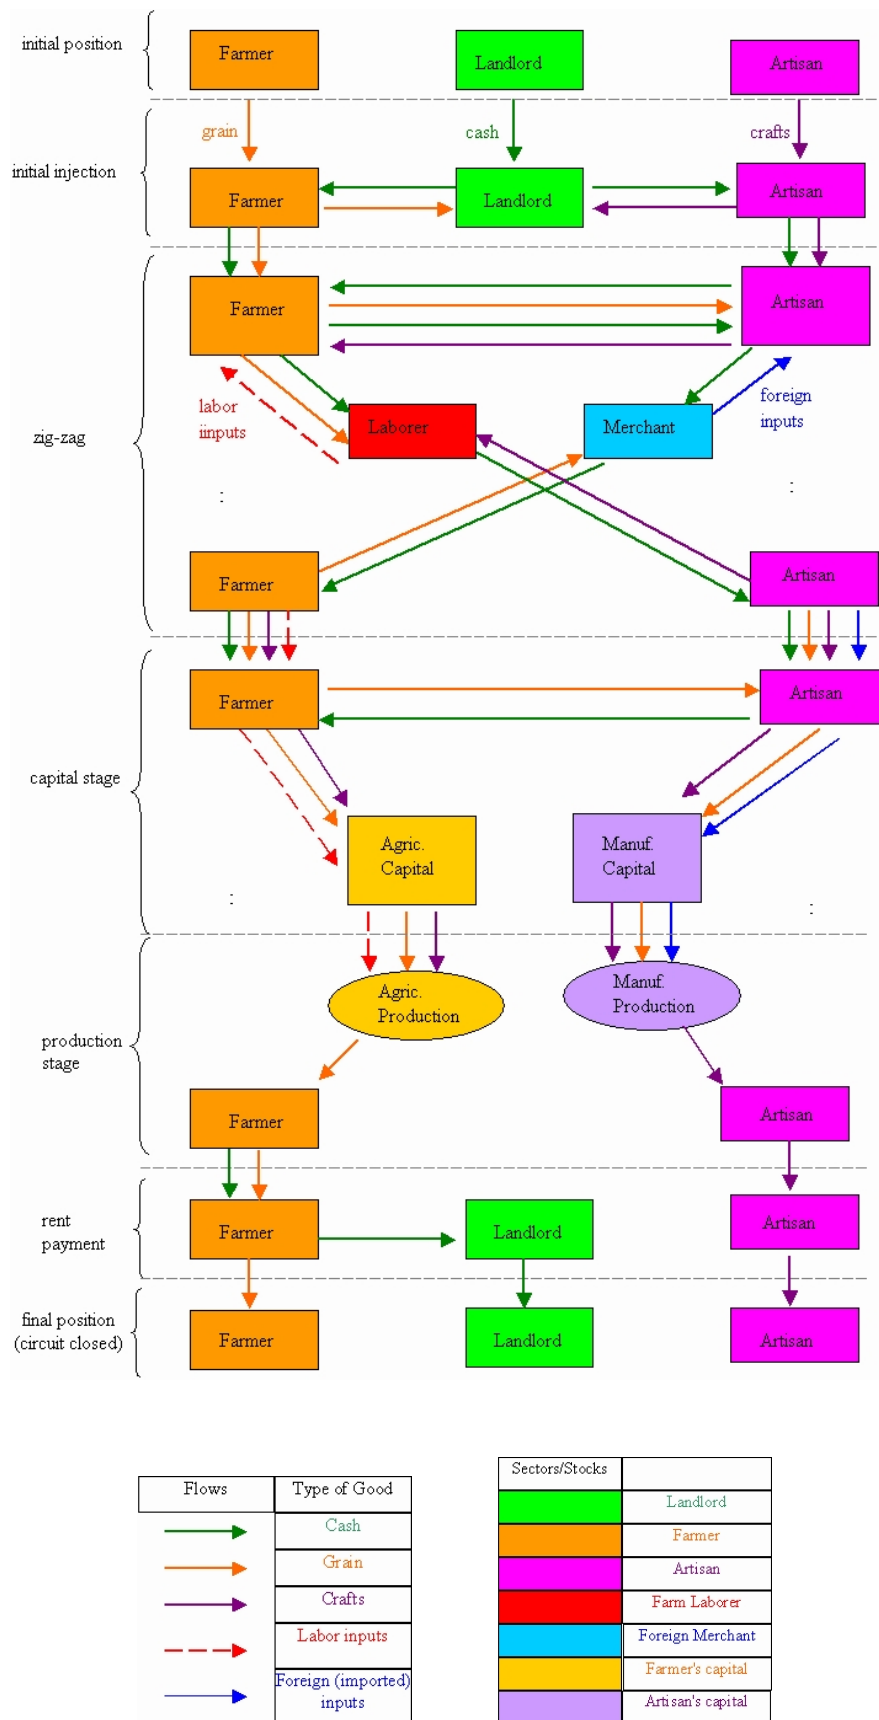 initial position
Farmer
Landlord
Artisan
grain
cash
crafts
initial injection
Farmer
Landlord
Artisan
Farmer
Artisan
labor
iinputs
foreign
inputs
Laborer
Merchant
zig-zag
:
:
Farmer
Artisan
Farmer
Artisan
capital stage
Agric.
Capital
Manuf.
Capital
:
:
Agric.
Production
Manuf.
Production
production
stage
Farmer
Artisan
rent
payment
Farmer
Landlord
Artisan
final position
(circuit closed)
Farmer
Landlord
Artisan
Flows
Type of Good
Cash
Grain
Crafts
Labor inputs
Foreign (imported)
inputs
Sectors/Stocks
Landlord
Farmer
Artisan
Farm Laborer
Foreign Merchant
Farmer's capital
Artisan's capital